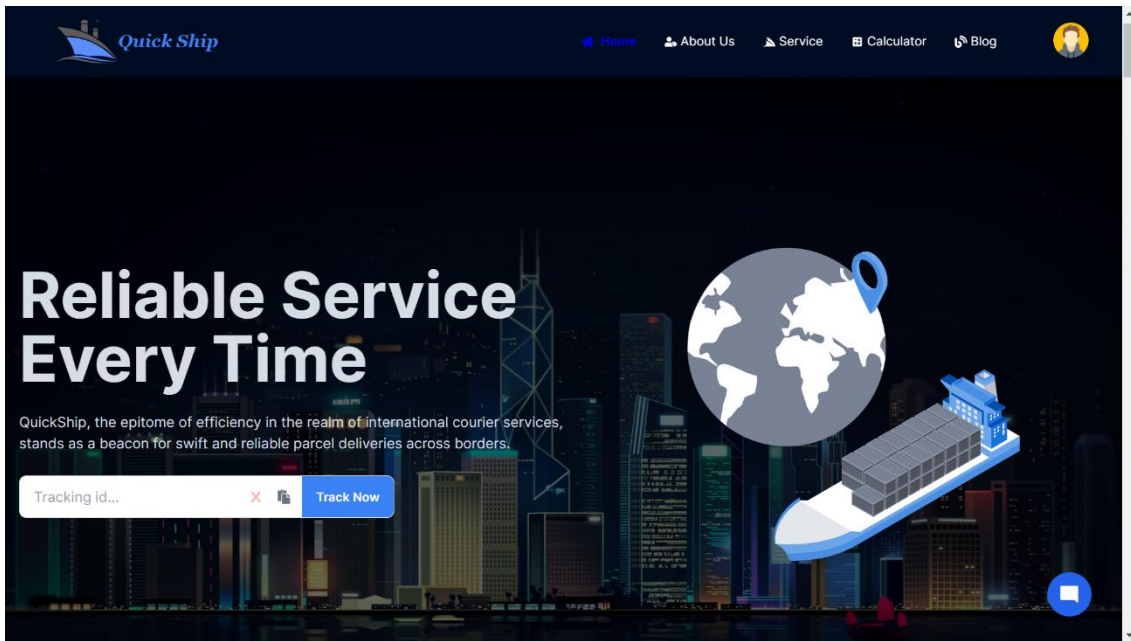 Quick Ship
Home
About Us
Service
Calculator
Blog
Reliable Service
Every Time
QuickShip, the epitome of efficiency in the realm of international courier services,
stands as a beacon for swift and reliable parcel deliveries across borders.
Tracking id...
X
Track Now